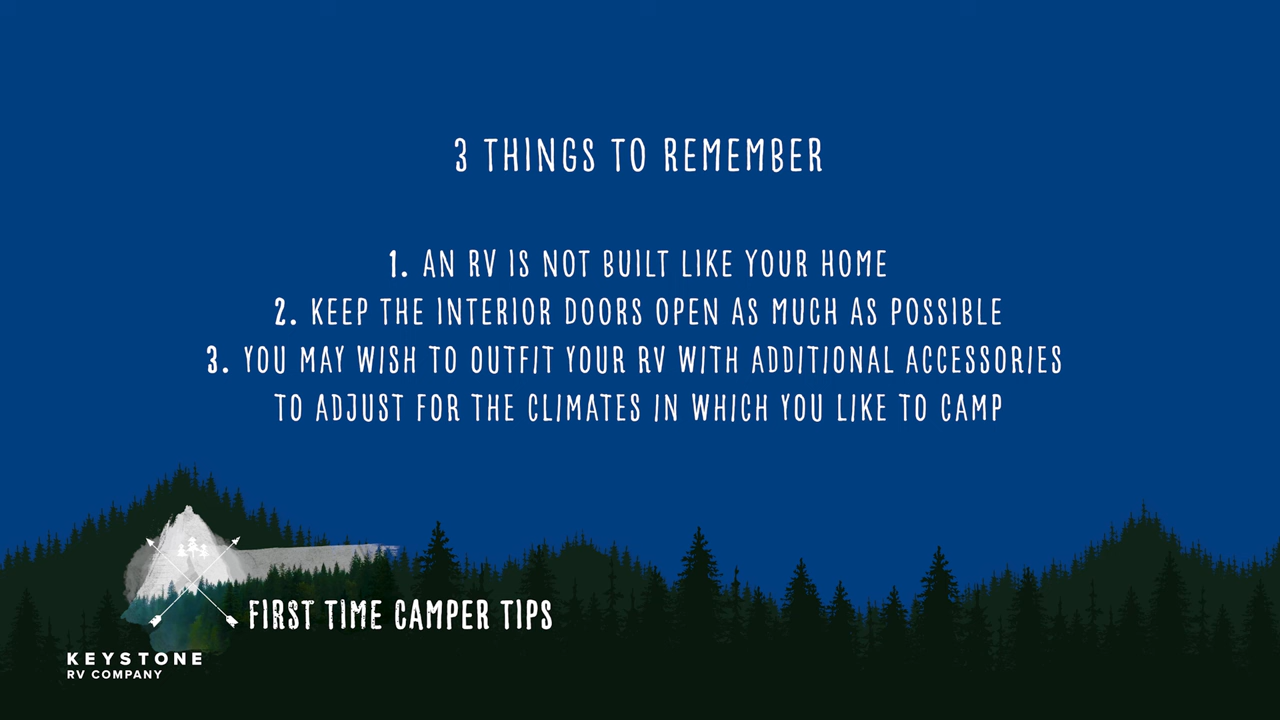 3 THINGS TO REMEMBER
1. AN RV IS NOT BUILT LIKE YOUR HOME
2. KEEP THE INTERIOR DOORS OPEN AS MUCH AS POSSIBLE
3. YOU MAY WISH TO OUTFIT YOUR RV WITH ADDITIONAL ACCESSORIES
TO ADJUST FOR THE CLIMATES IN WHICH YOU LIKE TO CAMP
FIRST TIME CAMPER TIPS
KEYSTONE
RV COMPANY